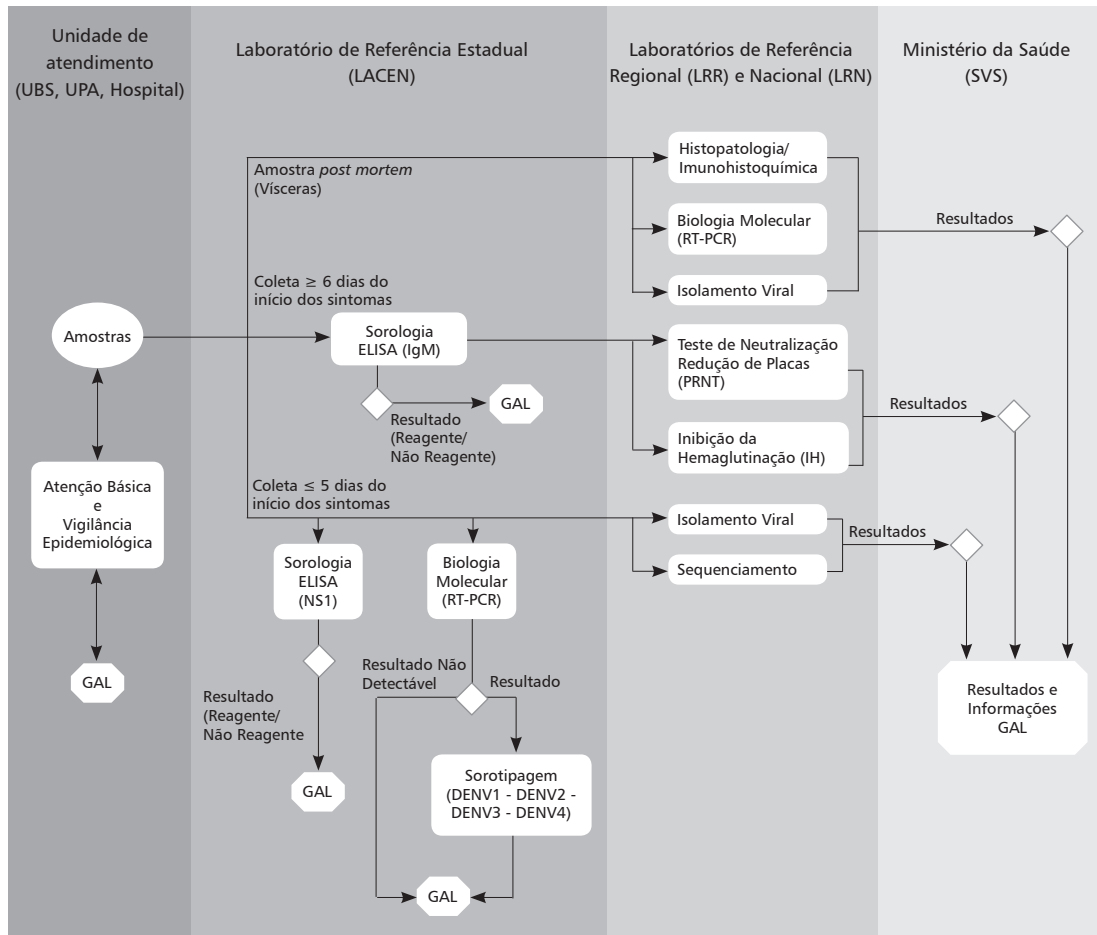 Unidade de
atendimento
(UBS, UPA, Hospital)
Laboratório de Referência Estadual
(LACEN)
Laboratórios de Referência
Regional (LRR) e Nacional (LRN)
Ministério da Saúde
(SVS)
Amostras
Atenção Básica
e
Vigilância
Epidemiológica
GAL
Amostra post mortem
(Vísceras)
Histopatologia/
Imunohistoquímica
Biologia Molecular
(RT-PCR)
Isolamento Viral
Resultados
Coleta ≥ 6 dias do
início dos sintomas
Sorologia
ELISA (IgM)
Resultado
(Reagente/
Não Reagente)
GAL
Teste de Neutralização
Redução de Placas
(PRNT)
Inibição da
Hemaglutinação (IH)
Resultados
Coleta ≤ 5 dias do
início dos sintomas
Sorologia
ELISA
(NS1)
Resultado
(Reagente/
Não Reagente
GAL
Biologia
Molecular
(RT-PCR)
Resultado Não
Detectável
Resultado
Sorotipagem
(DENV1 - DENV2 -
DENV3 - DENV4)
GAL
Isolamento Viral
Sequenciamento
Resultados
Resultados e
Informações
GAL